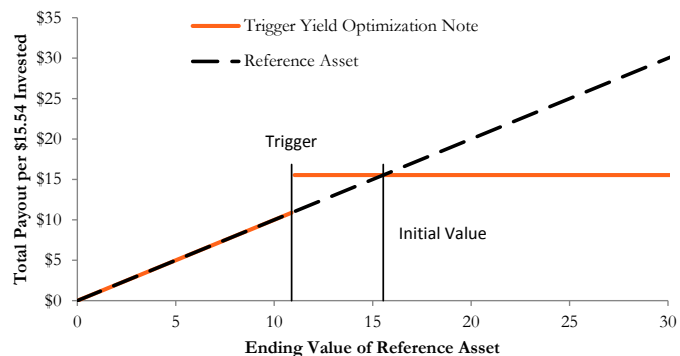 Trigger Yield Optimization Note
Reference Asset
Total Payout per $15.54 Invested
$35
$30
$25
$20
$15
$10
$5
$0
Trigger
Initial Value
0
5
10
15
20
25
30
Ending Value of Reference Asset